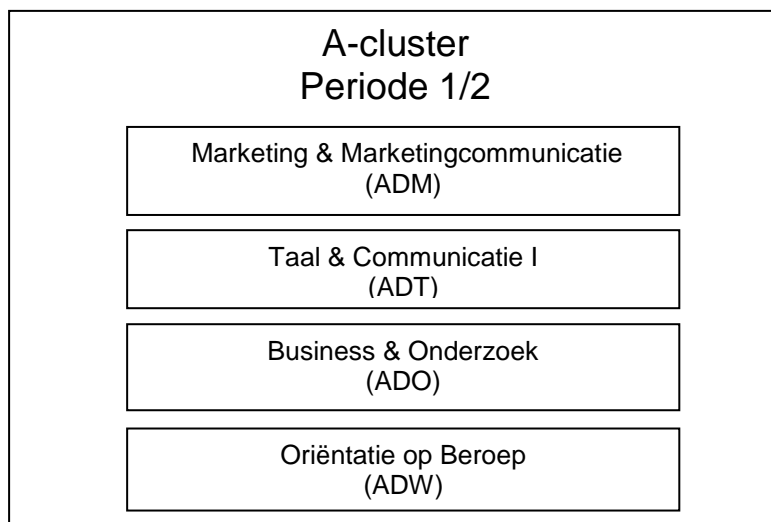 A-cluster
Periode 1/2
Marketing & Marketingcommunicatie
(ADM)
Taal & Communicatie I
(ADT)
Business & Onderzoek
(ADO)
Oriëntatie op Beroep
(ADW)